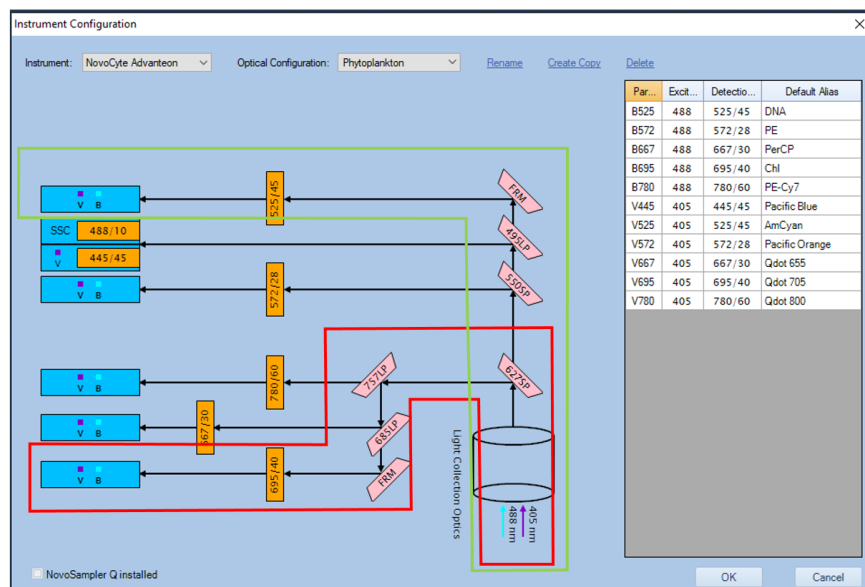 Instrument Configuration
Instrument: NovoCyte Advanteon Optical Configuration: Phytoplankton Rename Create Copy Delete
Par... Excit... Detectio... Default Alias
B525 488 525/45 DNA
B572 488 572/28 PE
B667 488 667/30 PerCP
B695 488 695/40 Chl
B780 488 780/60 PE-Cy7
V445 405 445/45 Pacific Blue
V525 405 525/45 AmCyan
V572 405 572/28 Pacific Orange
V667 405 667/30 Qdot 655
V695 405 695/40 Qdot 705
V780 405 780/60 Qdot 800
V B 525/45 FRM
SSC 488/10 495LP
V 445/45
V B 572/28 550SP
V B 780/60 757LP 627SP
V B 667/30 685LP
V B 695/40 FRM
Light Collection Optics
488 nm
405 nm
NovoSampler Q installed
OK Cancel